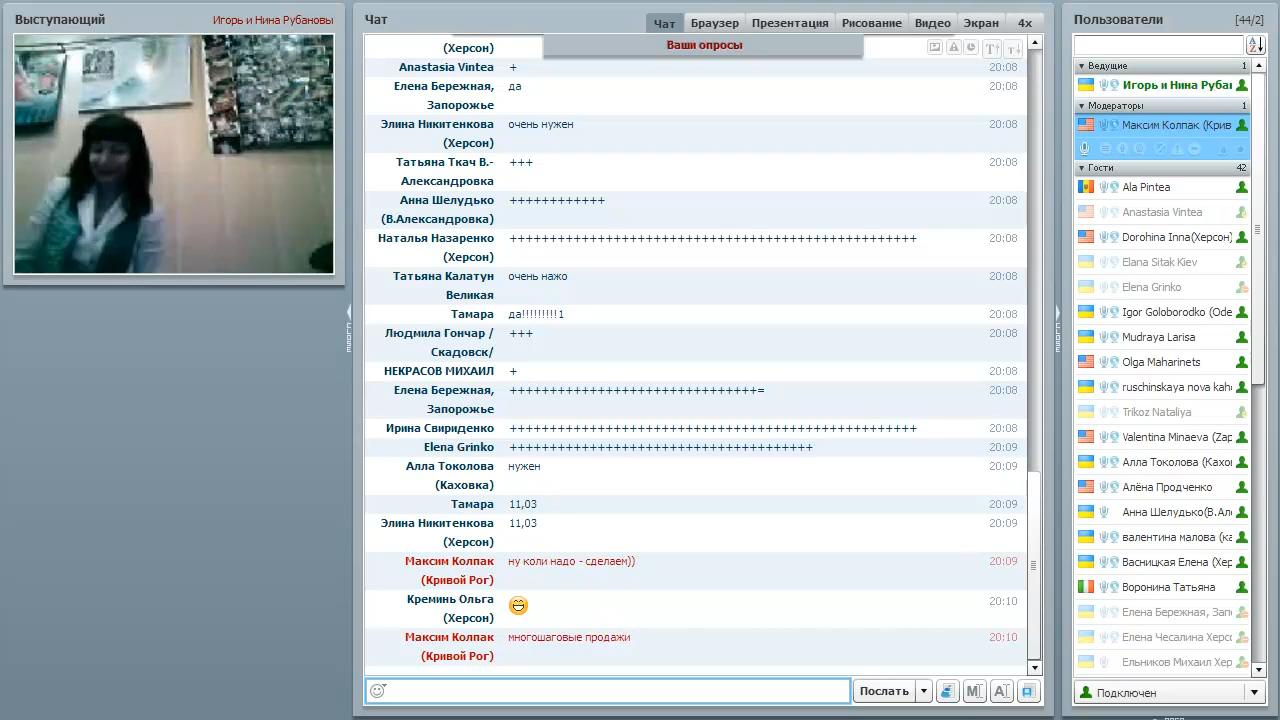 Выступающий
Игорь и Нина Рубановы
Чат
Чат
Браузер
Презентация
Рисование
Видео
Экран
4x
Ваши опросы
(Херсон)
Anastasia Vintea + 20:08
Елена Бережная, да 20:08
Запорожье
Элина Никитенкова очень нужен 20:08
(Херсон)
Татьяна Ткач В.- +++ 20:08
Александровка
Анна Шелудько ++++++++++++ 20:08
(В.Александровка)
Наталья Назаренко +++++++++++++++++++++++++++++++++++++++++++++++++++ 20:08
(Херсон)
Татьяна Калатун очень нажо 20:08
Великая
Тамара да!!!!!!!!!1 20:08
Людмила Гончар / +++ 20:08
Скадовск/
НЕКРАСОВ МИХАИЛ + 20:08
Елена Бережная, +++++++++++++++++++++++++++++++= 20:08
Запорожье
Ирина Свириденко +++++++++++++++++++++++++++++++++++++++++++++++++++ 20:08
Elena Grinko ++++++++++++++++++++++++++++++++++++++ 20:09
Алла Токолова нужен 20:09
(Каховка)
Тамара 11,03 20:09
Элина Никитенкова 11,03 20:09
(Херсон)
Максим Колпак ну коли надо - сделаем)) 20:09
(Кривой Рог)
Креминь Ольга 20:10
(Херсон)
Максим Колпак многошаговые продажи 20:10
(Кривой Рог)
Послать
Пользователи [44/2]
Ведущие 1
Игорь и Нина Рубан
Модераторы 1
Максим Колпак (Крив
Гости 42
Ala Pintea
Anastasia Vintea
Dorohina Inna(Херсон)
Elana Sitak Kiev
Elena Grinko
Igor Goloborodko (Ode
Mudraya Larisa
Olga Maharinets
ruschinskaya nova kaho
Trikoz Nataliya
Valentina Minaeva (Zap
Алла Токолова (Кахов
Алёна Продченко
Анна Шелудько(В.Але
валентина малова (ка
Васницкая Елена (Хер
Воронина Татьяна
Елена Бережная, Запо
Елена Чесалина Херсо
Ельников Михаил Хер
Подключен